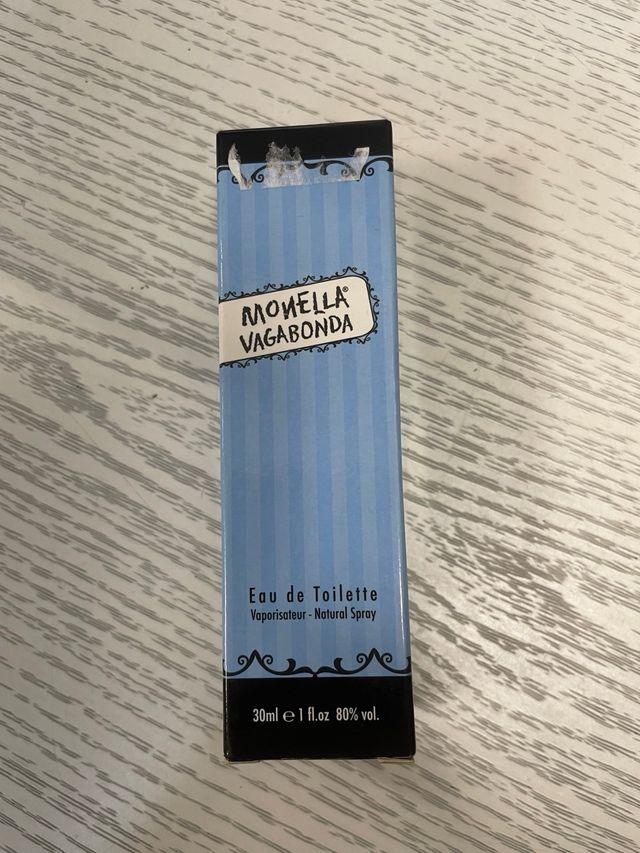 MONELLA®
VAGABONDA
Eau de Toilette
Vaporisateur - Natural Spray
30ml ℮ 1 fl.oz 80% vol.